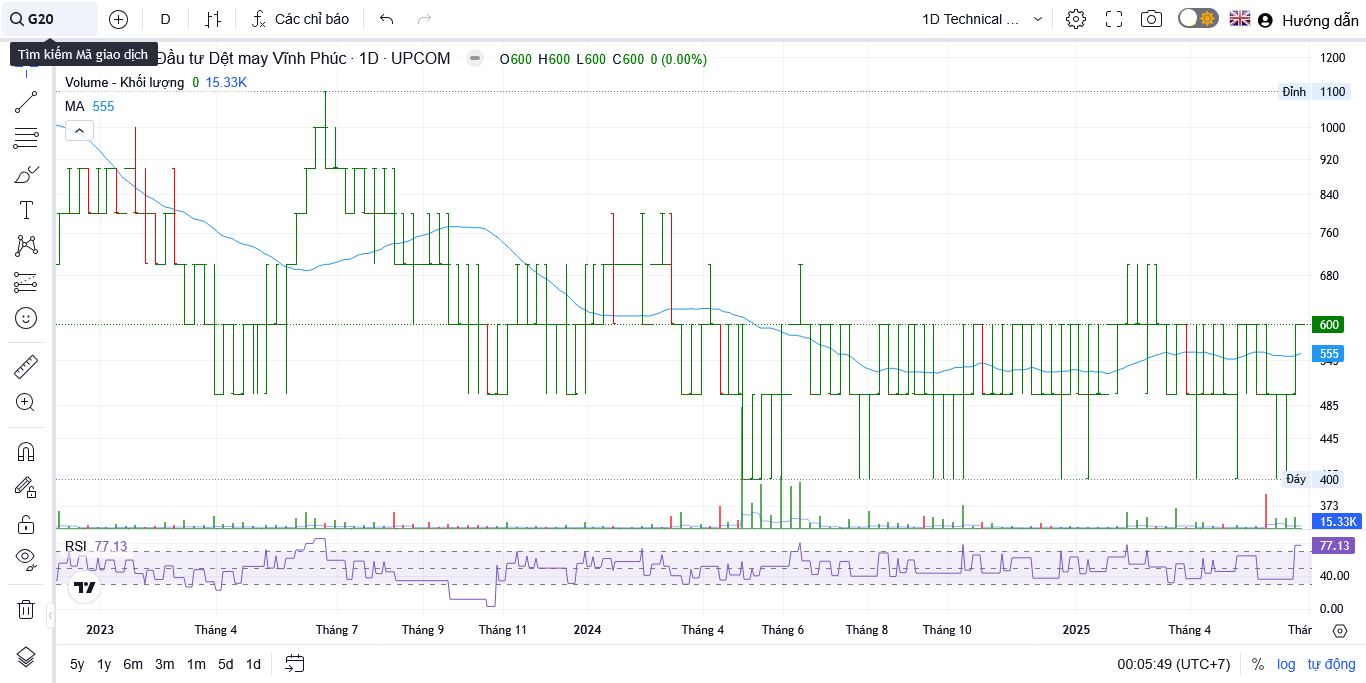 G20 D Các chỉ báo 1D Technical ... Hướng dẫn
Tìm kiếm Mã giao dịch
Đầu tư Dệt may Vĩnh Phúc · 1D · UPCOM O600 H600 L600 C600 0 (0.00%)
Volume - Khối lượng 0 15.33K
MA 555
1200
Đỉnh 1100
1000
920
840
760
680
600
555
485
445
Đáy 400
373
15.33K
RSI 77.13
77.13
40.00
0.00
2023 Tháng 4 Tháng 7 Tháng 9 Tháng 11 2024 Tháng 4 Tháng 6 Tháng 8 Tháng 10 2025 Tháng 4 Thár
5y 1y 6m 3m 1m 5d 1d 00:05:49 (UTC+7) % log tự động